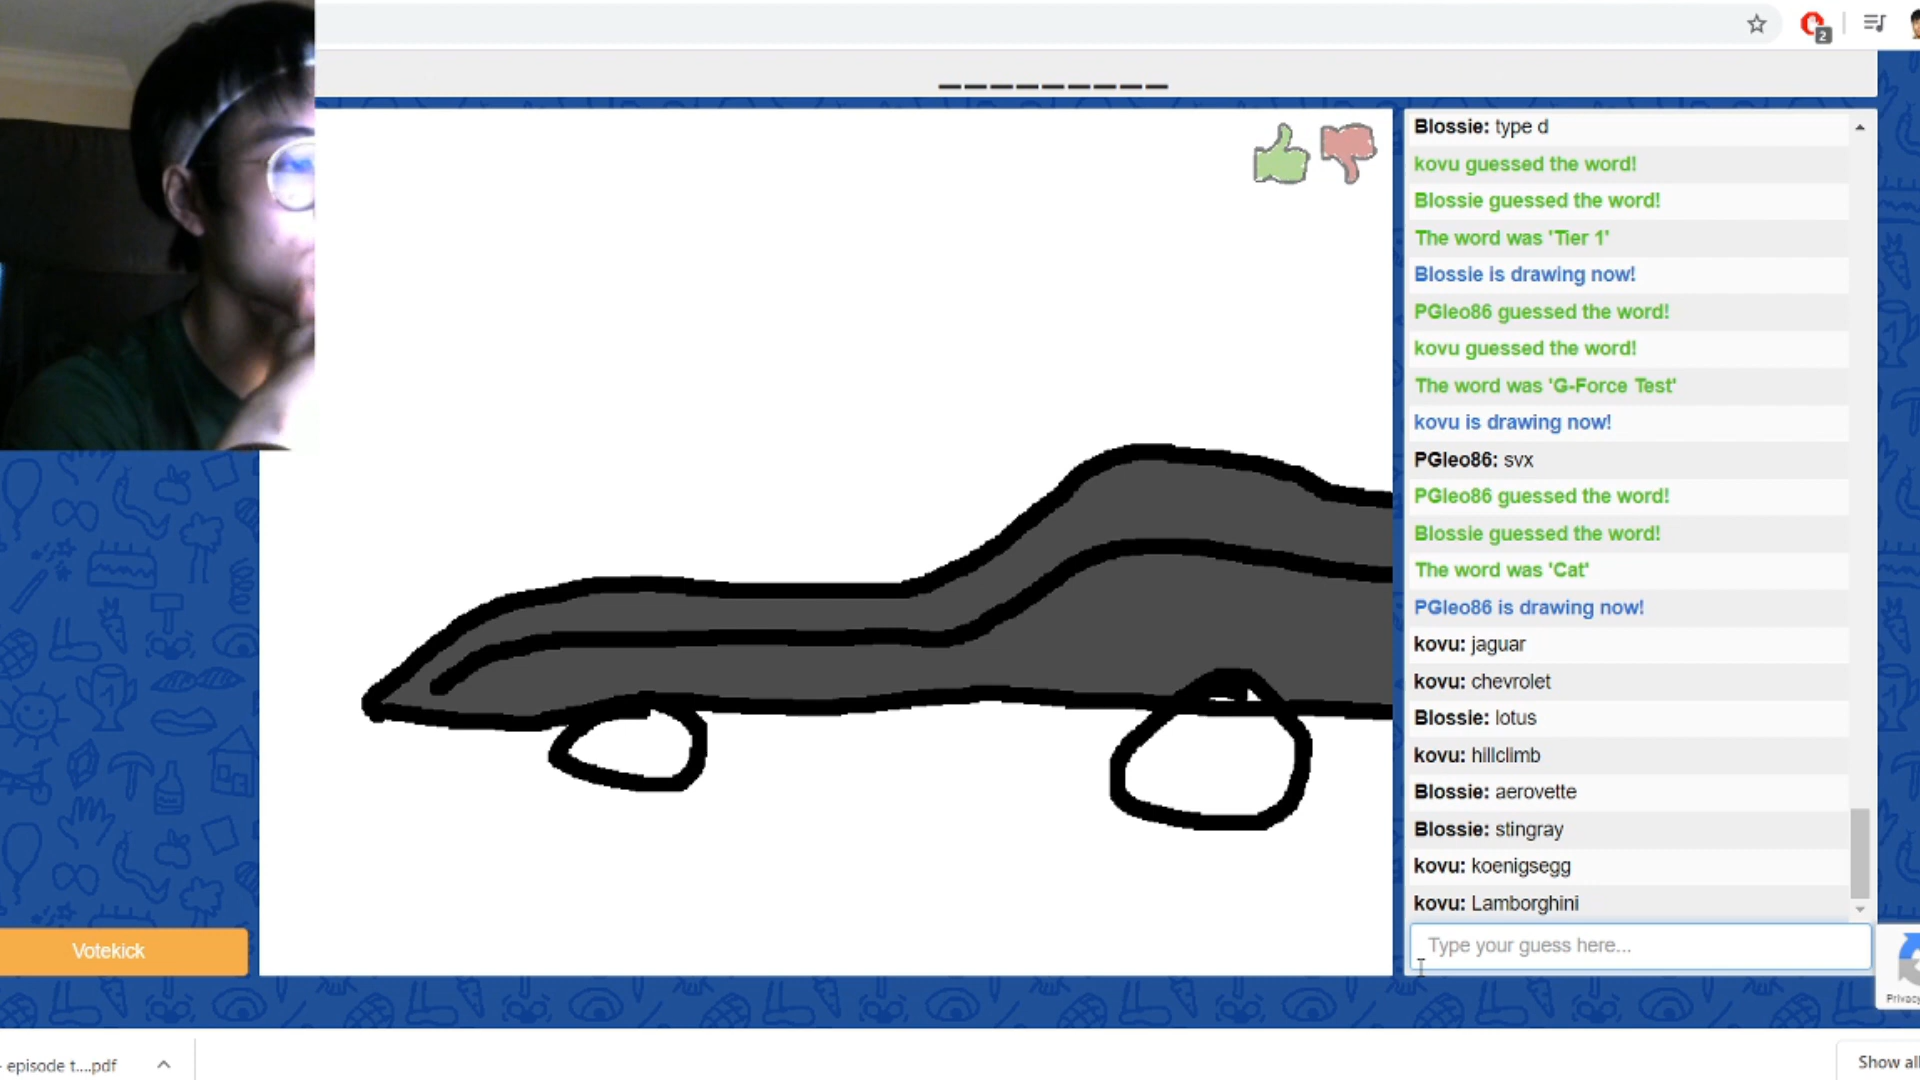 2
_________
Blossie: type d
kovu guessed the word!
Blossie guessed the word!
The word was 'Tier 1'
Blossie is drawing now!
PGleo86 guessed the word!
kovu guessed the word!
The word was 'G-Force Test'
kovu is drawing now!
PGleo86: svx
PGleo86 guessed the word!
Blossie guessed the word!
The word was 'Cat'
PGleo86 is drawing now!
kovu: jaguar
kovu: chevrolet
Blossie: lotus
kovu: hillclimb
Blossie: aerovette
Blossie: stingray
kovu: koenigsegg
kovu: Lamborghini
Type your guess here...
Votekick
Privacy
- episode t....pdf
Show all